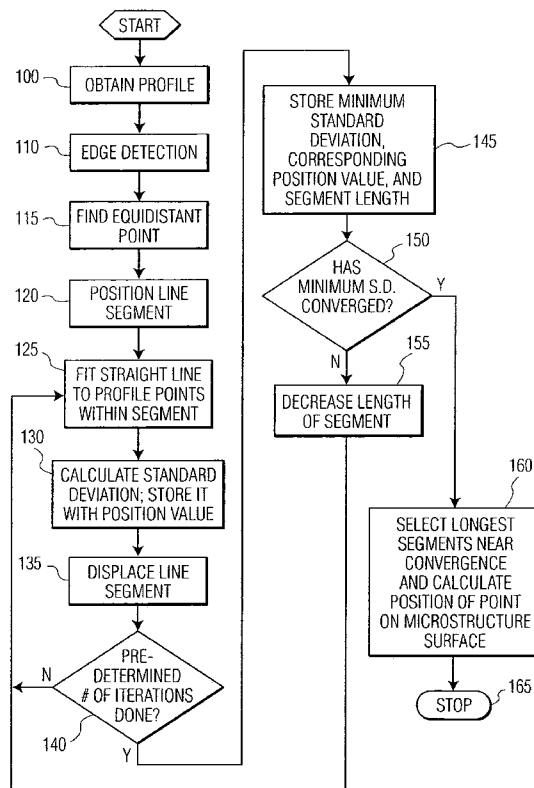 START
100
OBTAIN PROFILE
110
EDGE DETECTION
115
FIND EQUIDISTANT
POINT
120
POSITION LINE
SEGMENT
125
FIT STRAIGHT LINE
TO PROFILE POINTS
WITHIN SEGMENT
130
CALCULATE STANDARD
DEVIATION; STORE IT
WITH POSITION VALUE
135
DISPLACE LINE
SEGMENT
PRE-
DETERMINED
# OF ITERATIONS
DONE?
N
140
Y
STORE MINIMUM
STANDARD
DEVIATION,
CORRESPONDING
POSITION VALUE, AND
SEGMENT LENGTH
145
150
HAS
MINIMUM S.D.
CONVERGED?
Y
N
155
DECREASE LENGTH
OF SEGMENT
160
SELECT LONGEST
SEGMENTS NEAR
CONVERGENCE
AND CALCULATE
POSITION OF POINT
ON MICROSTRUCTURE
SURFACE
STOP
165